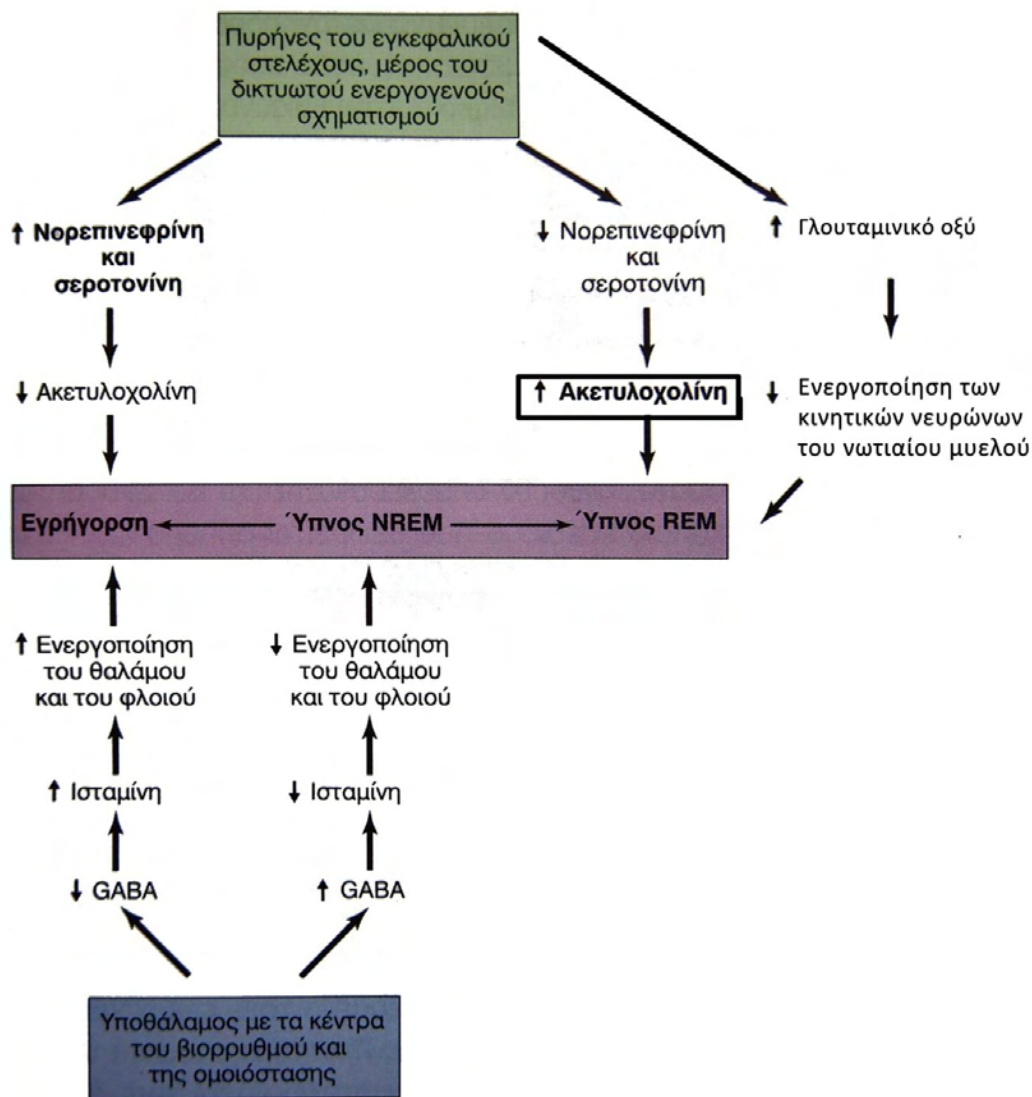 Πυρήνες του εγκεφαλικού
στελέχους, μέρος του
δικτυωτού ενεργογενούς
σχηματισμού
↑ Νορεπινεφρίνη
και
σεροτονίνη
↓ Νορεπινεφρίνη
και
σεροτονίνη
↑ Γλουταμινικό οξύ
↓ Ακετυλοχολίνη
↑ Ακετυλοχολίνη
↓ Ενεργοποίηση των
κινητικών νευρώνων
του νωτιαίου μυελού
Εγρήγορση
Ύπνος NREM
Ύπνος REM
↑ Ενεργοποίηση
του θαλάμου
και του φλοιού
↓ Ενεργοποίηση
του θαλάμου
και του φλοιού
↑ Ισταμίνη
↓ Ισταμίνη
↓ GABA
↑ GABA
Υποθάλαμος με τα κέντρα
του βιορρυθμού και
της ομοιόστασης